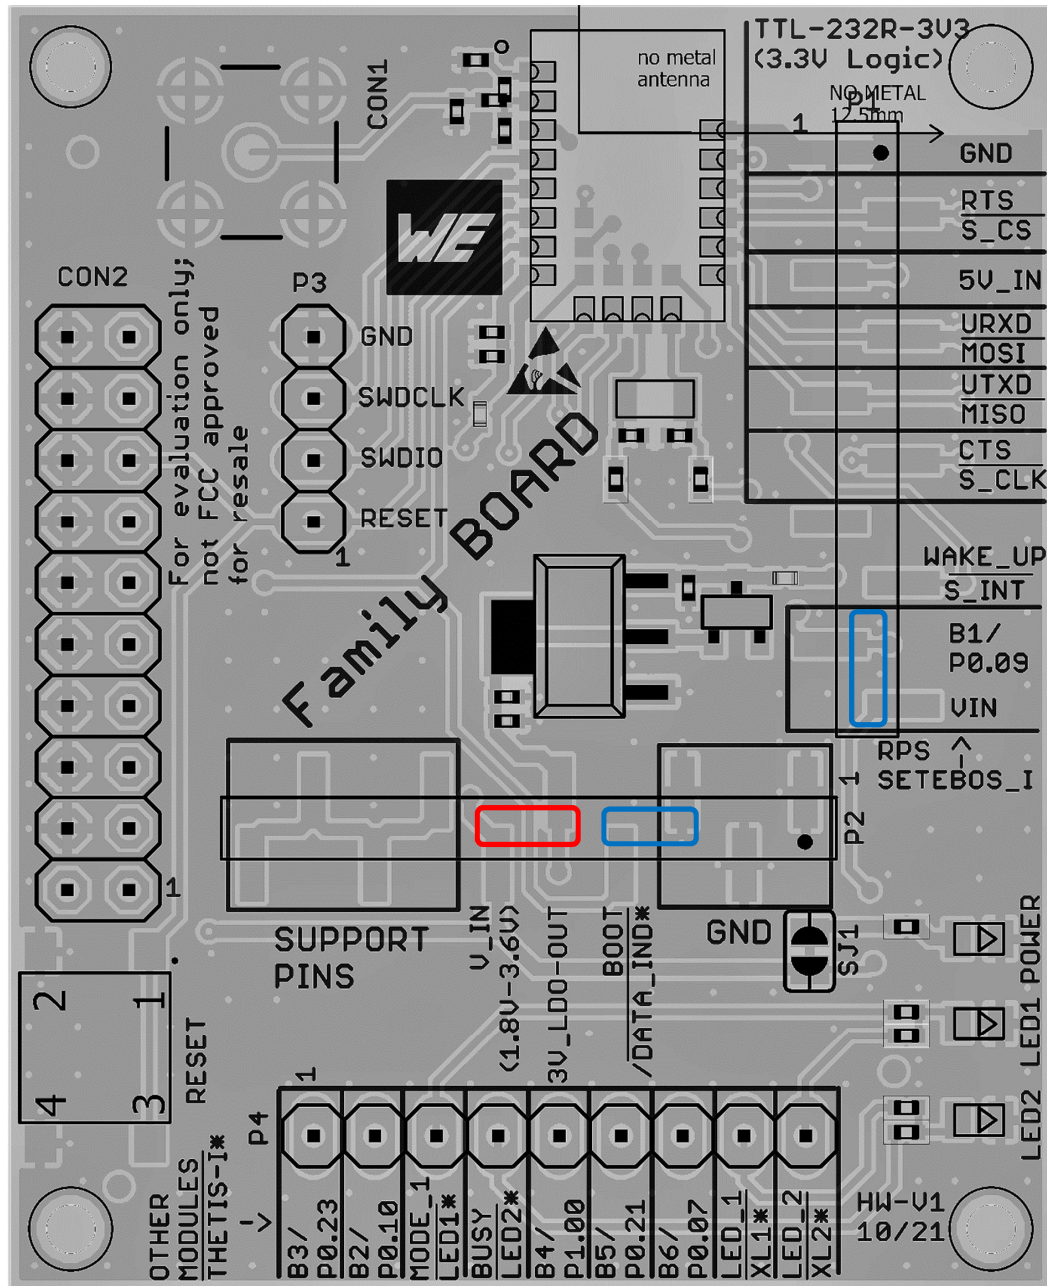 TTL-232R-3V3
(3.3V Logic)
no metal
antenna
NO METAL
12.5mm
P1
1
GND
RTS
S_CS
5V_IN
URXD
MOSI
UTXD
MISO
CTS
S_CLK
WAKE_UP
S_INT
B1/
P0.09
VIN
RPS
SETEBOS_I
CON1
WE
CON2
For evaluation only;
not FCC approved
for resale
P3
GND
SWDCLK
SWDIO
RESET
1
Family BOARD
1
P2
1
SUPPORT
PINS
V_IN
(1.8V-3.6V)
3V_LDO-OUT
BOOT
/DATA_IND*
GND
SJ1
POWER
LED1
LED2
2
1
4
3
RESET
P4
1
OTHER
MODULES
THETIS-I*
->
B3/
P0.23
B2/
P0.10
MODE_1
LED1*
BUSY
LED2*
B4/
P1.00
B5/
P0.21
B6/
P0.07
LED_1
XL1*
LED_2
XL2*
HW-V1
10/21